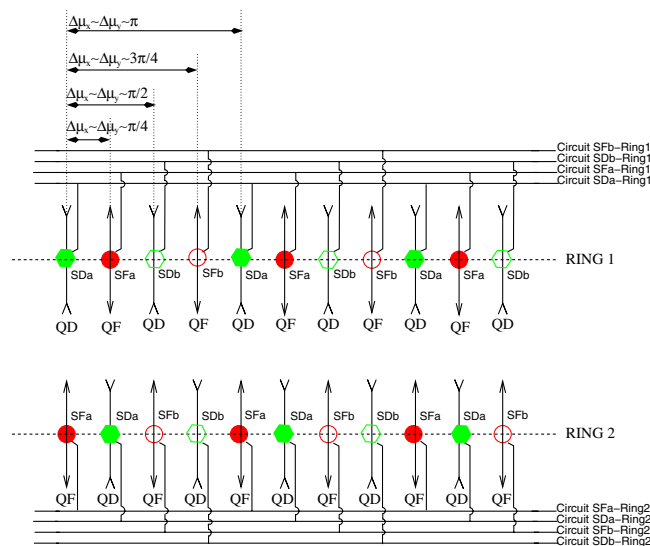 Δμx~Δμy~π
Δμx~Δμy~3π/4
Δμx~Δμy~π/2
Δμx~Δμy~π/4
Circuit SFb-Ring1
Circuit SDb-Ring1
Circuit SFa-Ring1
Circuit SDa-Ring1
SDa SFa SDb SFb SDa SFa SDb SFb SDa SFa SDb
RING 1
QD QF QD QF QD QF QD QF QD QF QD
SFa SDa SFb SDb SFa SDa SFb SDb SFa SDa SFb
RING 2
QF QD QF QD QF QD QF QD QF QD QF
Circuit SFa-Ring2
Circuit SDa-Ring2
Circuit SFb-Ring2
Circuit SDb-Ring2